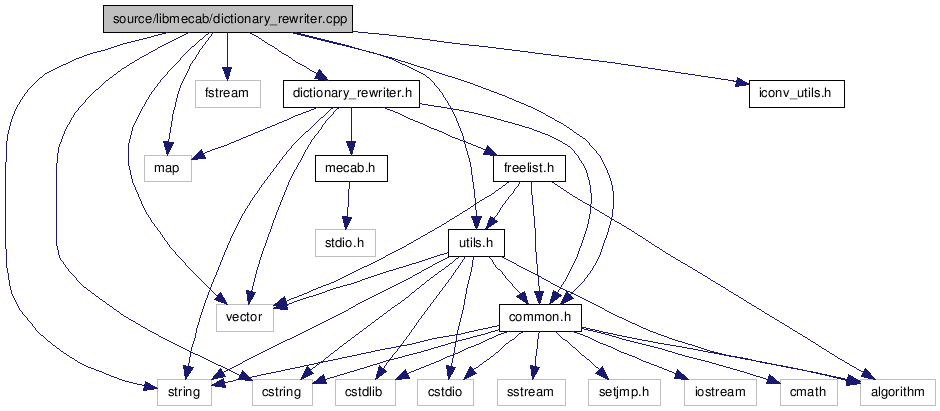 source/libmecab/dictionary_rewriter.cpp
fstream
dictionary_rewriter.h
iconv_utils.h
map
mecab.h
freelist.h
stdio.h
utils.h
vector
common.h
string
cstring
cstdlib
cstdio
sstream
setjmp.h
iostream
cmath
algorithm